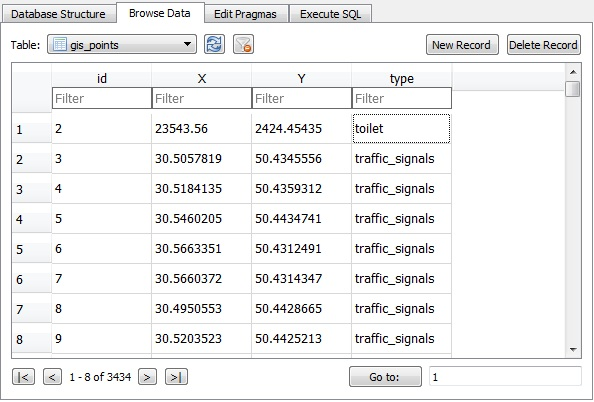 Database Structure Browse Data Edit Pragmas Execute SQL
Table: gis_points New Record Delete Record
id X Y type
Filter Filter Filter Filter
1 2 23543.56 2424.45435 toilet
2 3 30.5057819 50.4345556 traffic_signals
3 4 30.5184135 50.4359312 traffic_signals
4 5 30.5460205 50.4434741 traffic_signals
5 6 30.5663351 50.4312491 traffic_signals
6 7 30.5660372 50.4314347 traffic_signals
7 8 30.4950553 50.4428665 traffic_signals
8 9 30.5203523 50.4425213 traffic_signals
|< < 1 - 8 of 3434 > >| Go to: 1